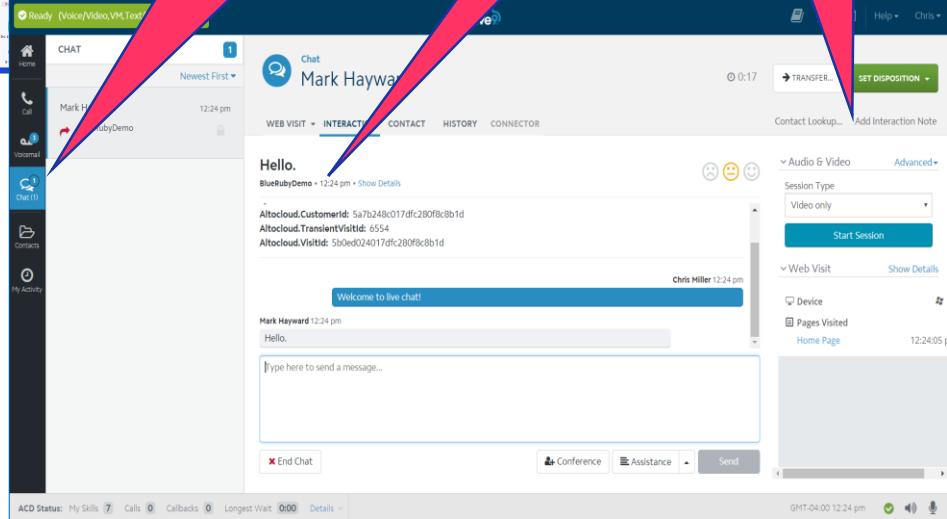 Ready (Voice/Video,VM,Text
Help
Chris
Home
Call
Voicemail
1
Chat (1)
1
Contacts
My Activity
CHAT
1
Newest First
Mark
12:24 pm
Chat
Mark Hayward
0:17
TRANSFER...
SET DISPOSITION
WEB VISIT
INTERACTION
CONTACT
HISTORY
CONNECTOR
Contact Lookup...
Add Interaction Note
Hello.
BlueRubyDemo • 12:24 pm • Show Details
Altocloud.CustomerId: 5a7b248c017dfc280f8c8b1d
Altocloud.TransientVisitId: 6554
Altocloud.VisitId: 5b0ed024017dfc280f8c8b1d
Chris Miller 12:24 pm
Welcome to live chat!
Mark Hayward 12:24 pm
Hello.
Type here to send a message...
End Chat
Conference
Assistance
Send
Audio & Video
Advanced
Session Type
Video only
Start Session
Web Visit
Show Details
Device
Pages Visited
Home Page
12:24:05 p
ACD Status: My Skills 7 Calls 0 Callbacks 0 Longest Wait 0:00 Details
GMT-04:00 12:24 pm